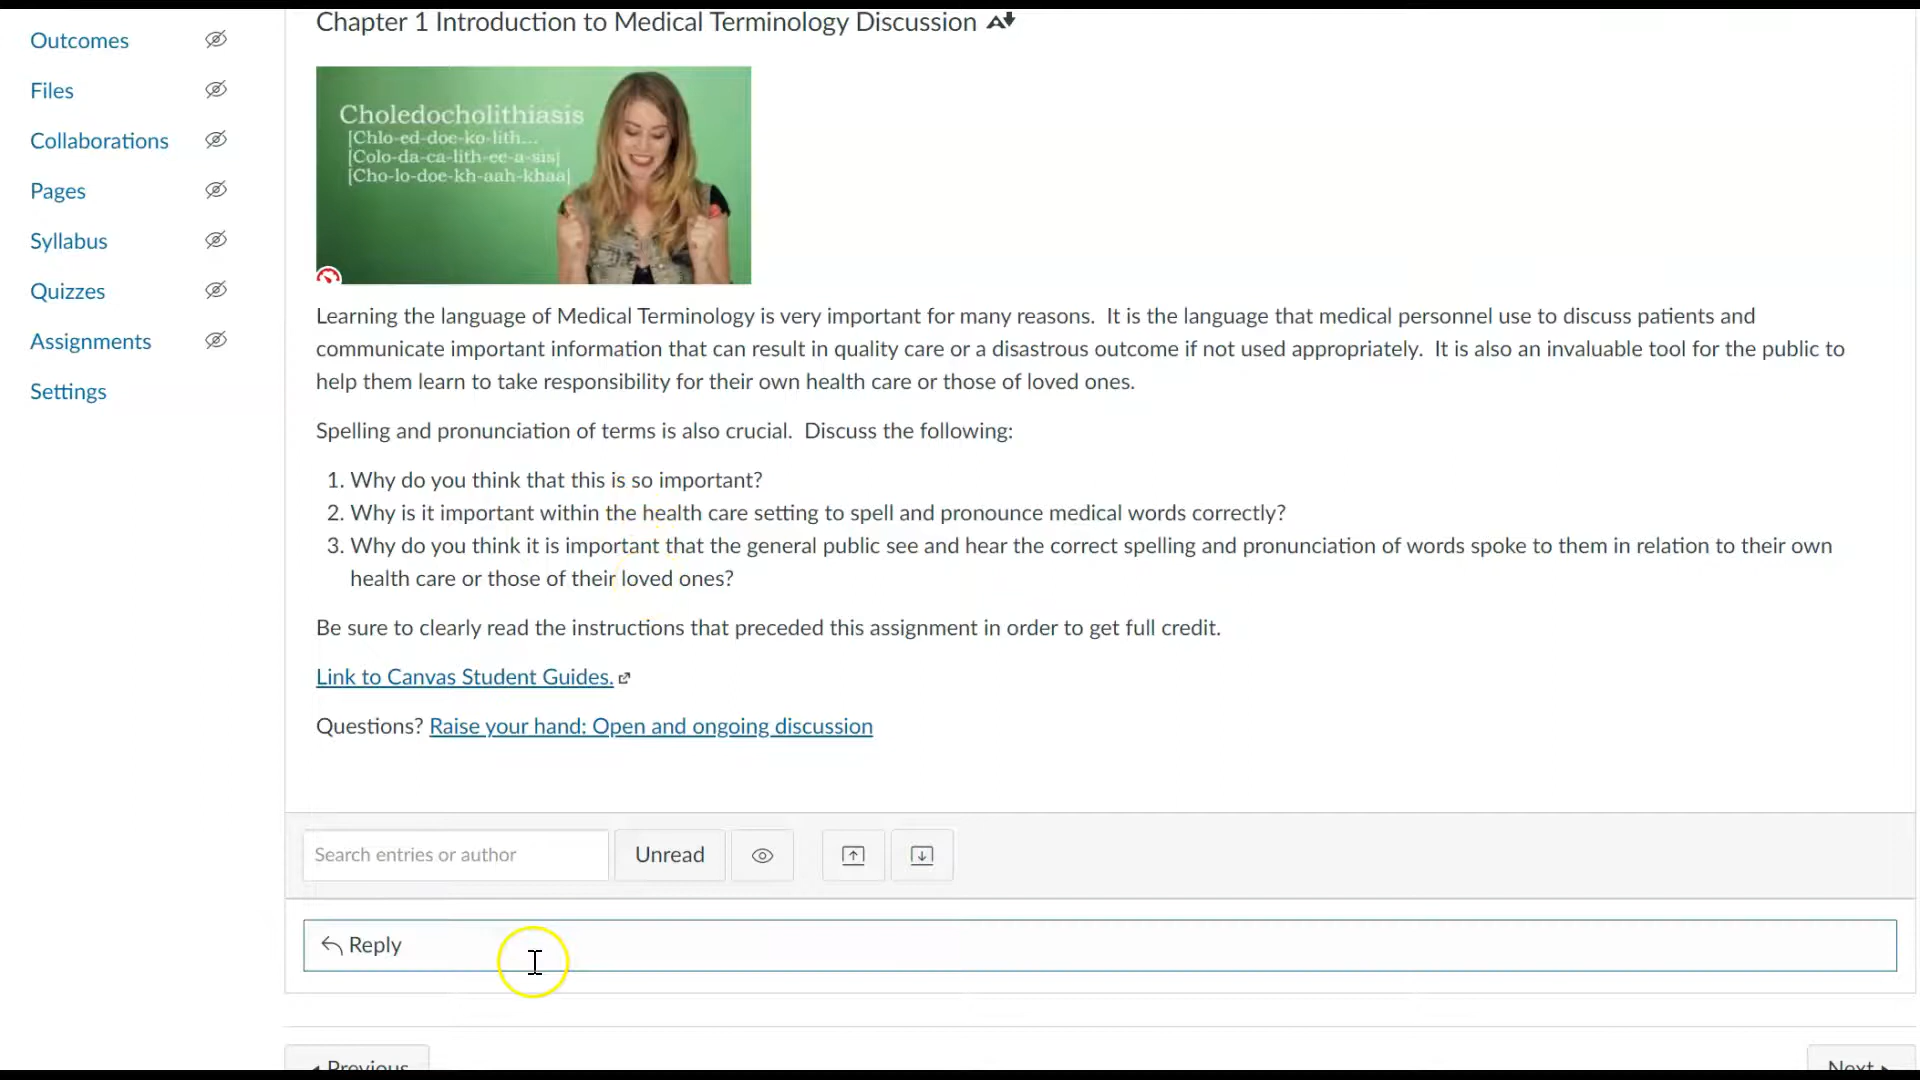 Chapter 1 Introduction to Medical Terminology Discussion
Outcomes
Files
Collaborations
Pages
Syllabus
Quizzes
Assignments
Settings
Choledocholithiasis
[Chlo-ed-doe-ko-lith...
[Colo-da-ca-lith-ee-a-sis]
[Cho-lo-doe-kh-aah-khaa]
Learning the language of Medical Terminology is very important for many reasons. It is the language that medical personnel use to discuss patients and
communicate important information that can result in quality care or a disastrous outcome if not used appropriately. It is also an invaluable tool for the public to
help them learn to take responsibility for their own health care or those of loved ones.
Spelling and pronunciation of terms is also crucial. Discuss the following:
1. Why do you think that this is so important?
2. Why is it important within the health care setting to spell and pronounce medical words correctly?
3. Why do you think it is important that the general public see and hear the correct spelling and pronunciation of words spoke to them in relation to their own
health care or those of their loved ones?
Be sure to clearly read the instructions that preceded this assignment in order to get full credit.
Link to Canvas Student Guides.
Questions? Raise your hand: Open and ongoing discussion
Search entries or author
Unread
Reply
Previous
Next